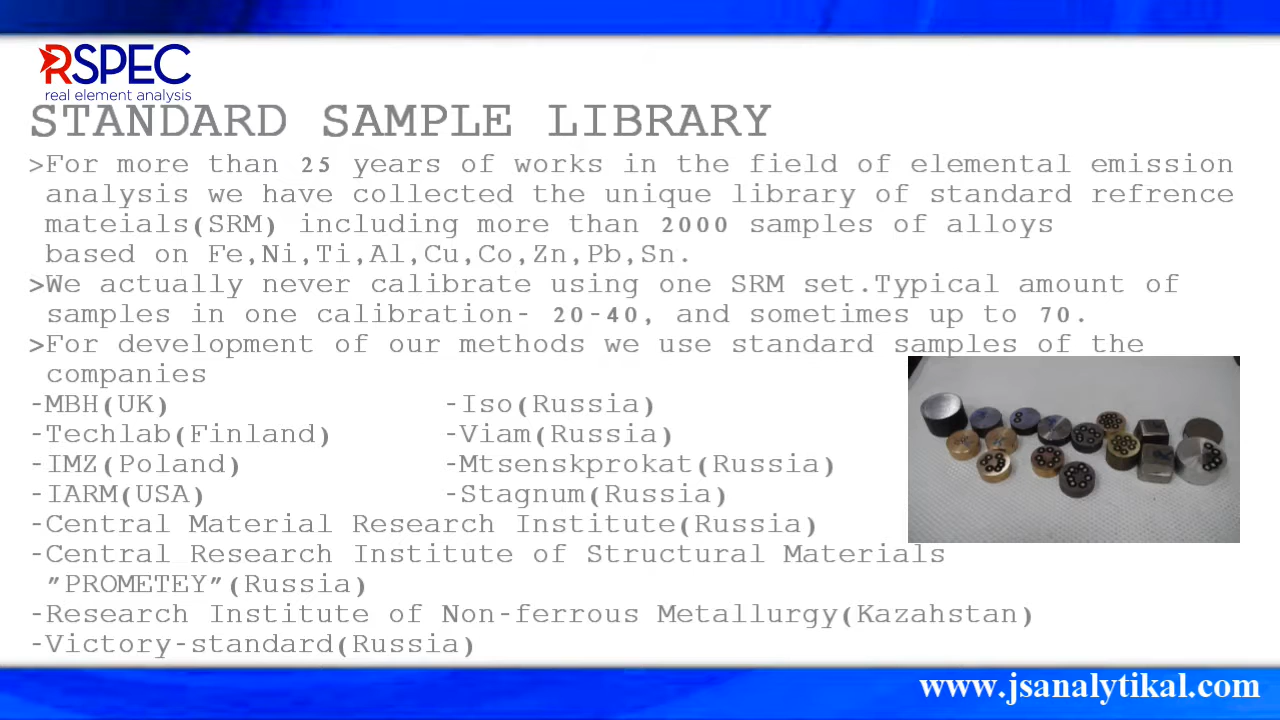 RSPEC
real element analysis
STANDARD SAMPLE LIBRARY
>For more than 25 years of works in the field of elemental emission
analysis we have collected the unique library of standard refrence
mateials(SRM) including more than 2000 samples of alloys
based on Fe,Ni,Ti,Al,Cu,Co,Zn,Pb,Sn.
>We actually never calibrate using one SRM set.Typical amount of
samples in one calibration- 20-40, and sometimes up to 70.
>For development of our methods we use standard samples of the
companies
-MBH(UK) -Iso(Russia)
-Techlab(Finland) -Viam(Russia)
-IMZ(Poland) -Mtsenskprokat(Russia)
-IARM(USA) -Stagnum(Russia)
-Central Material Research Institute(Russia)
-Central Research Institute of Structural Materials
"PROMETEY"(Russia)
-Research Institute of Non-ferrous Metallurgy(Kazahstan)
-Victory-standard(Russia)
www.jsanalytikal.com